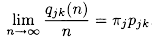 lim_{n→∞} q_{jk}(n)/n = π_j p_{jk}